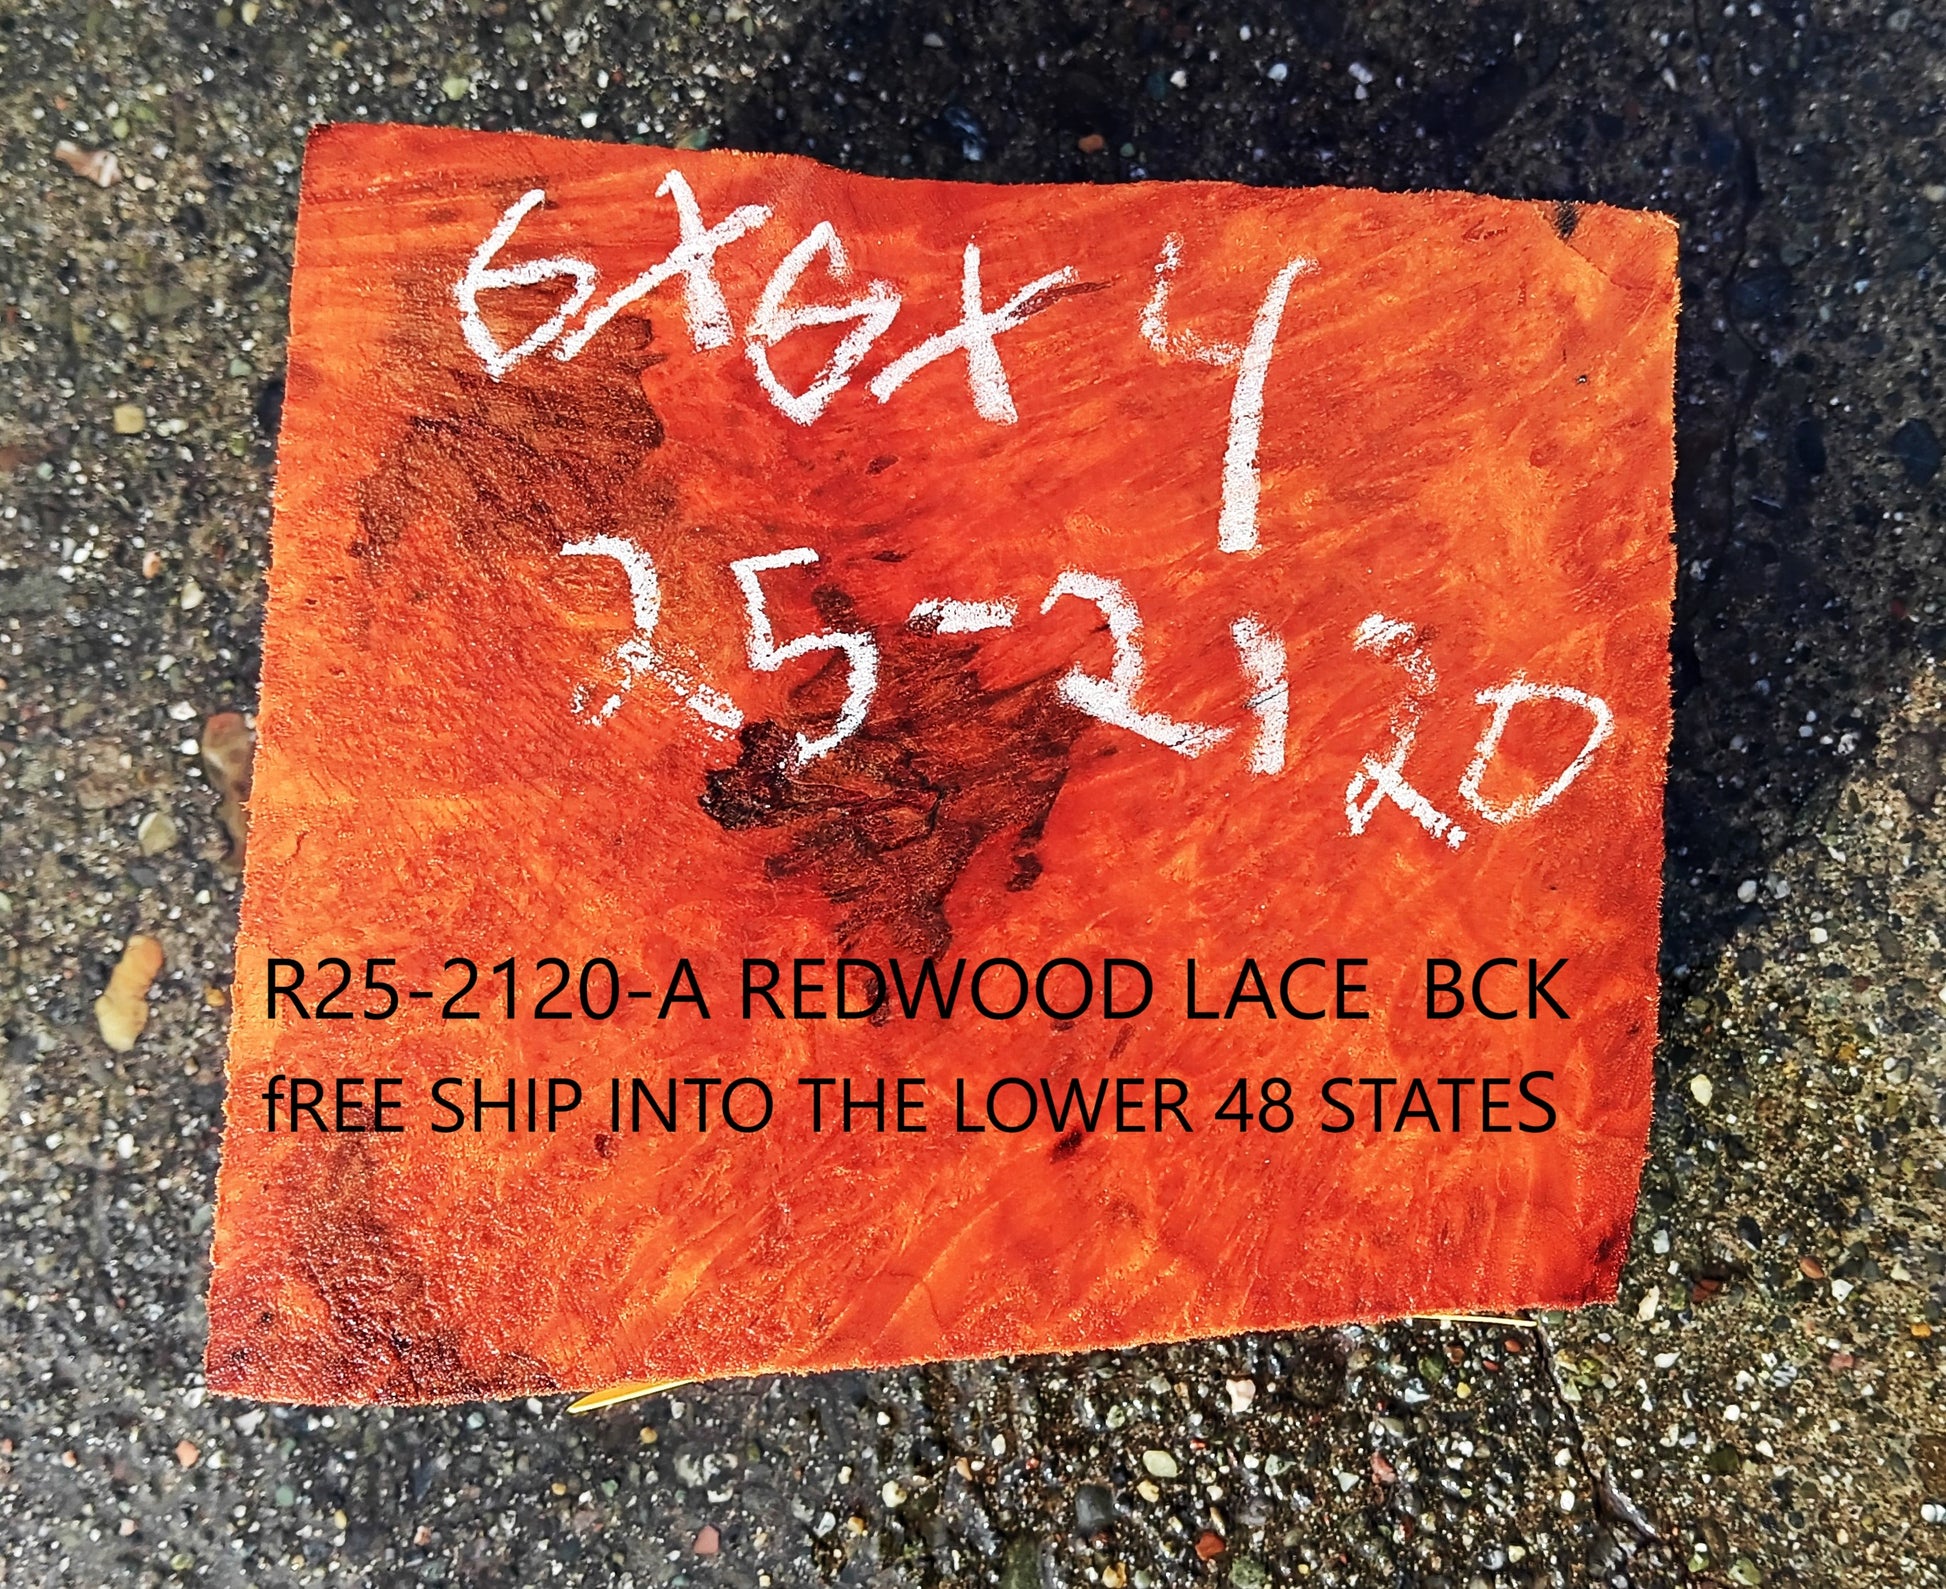 6x6x4
25-2120
R25-2120-A REDWOOD LACE BCK
fREE SHIP INTO THE LOWER 48 STATES